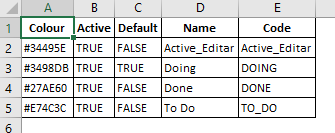 A B C D E
1 Colour Active Default Name Code
2 #34495E TRUE FALSE Active_Editar Active_Editar
3 #3498DB TRUE TRUE Doing DOING
4 #27AE60 TRUE FALSE Done DONE
5 #E74C3C TRUE FALSE To Do TO_DO
6